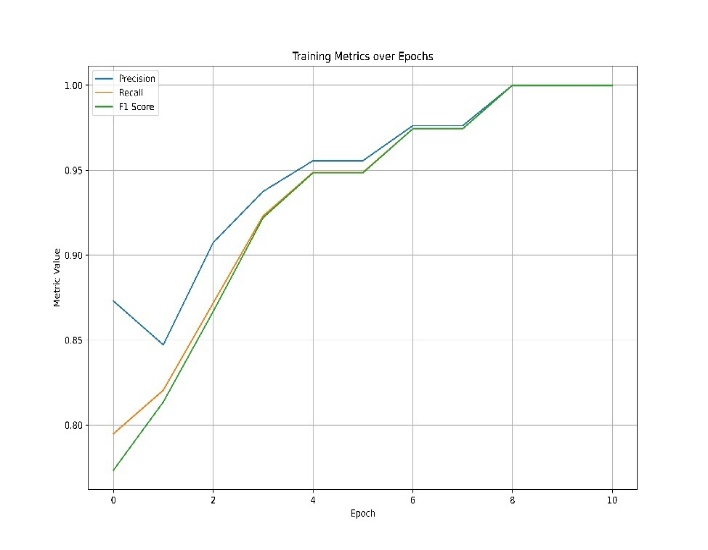 Training Metrics over Epochs
Precision
Recall
F1 Score
1.00
0.95
0.90
0.85
0.80
Metric Value
0 2 4 6 8 10
Epoch